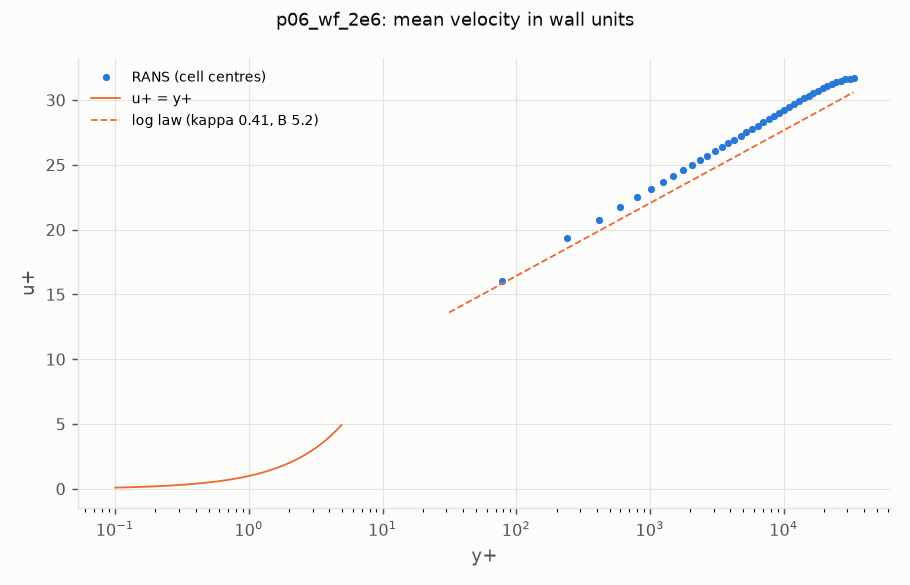 p06_wf_2e6: mean velocity in wall units
RANS (cell centres)
u+ = y+
log law (kappa 0.41, B 5.2)
u+
30
25
20
15
10
5
0
10⁻¹ 10⁰ 10¹ 10² 10³ 10⁴
y+